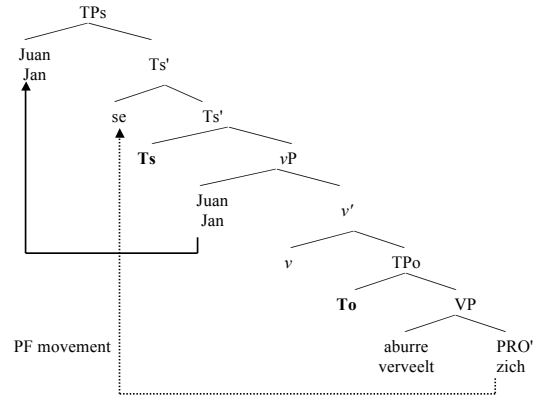 TPs
Juan
Jan
Ts'
se
Ts'
Ts
vP
Juan
Jan
v'
v
TPo
To
VP
PF movement
aburre
verveelt
PRO'
zich